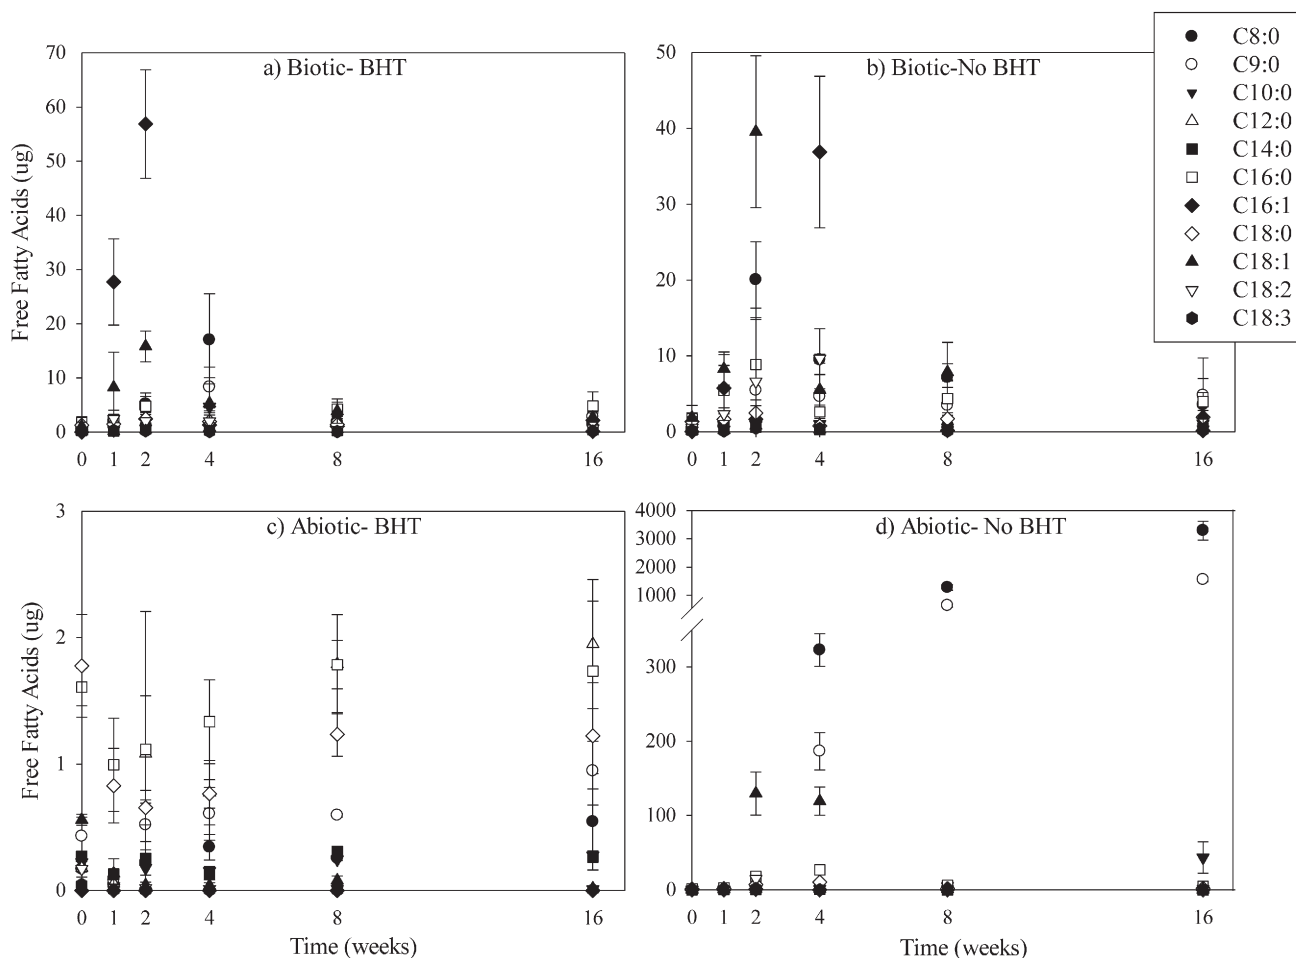 a) Biotic- BHT
70
60
50
40
30
20
10
0
0 1 2 4 8 16
Free Fatty Acids (ug)
b) Biotic-No BHT
50
40
30
20
10
0
0 1 2 4 8 16
C8:0
C9:0
C10:0
C12:0
C14:0
C16:0
C16:1
C18:0
C18:1
C18:2
C18:3
c) Abiotic- BHT
3
2
1
0
0 1 2 4 8 16
Free Fatty Acids (ug)
Time (weeks)
d) Abiotic- No BHT
4000
3000
2000
1000
300
200
100
0
0 1 2 4 8 16
Time (weeks)